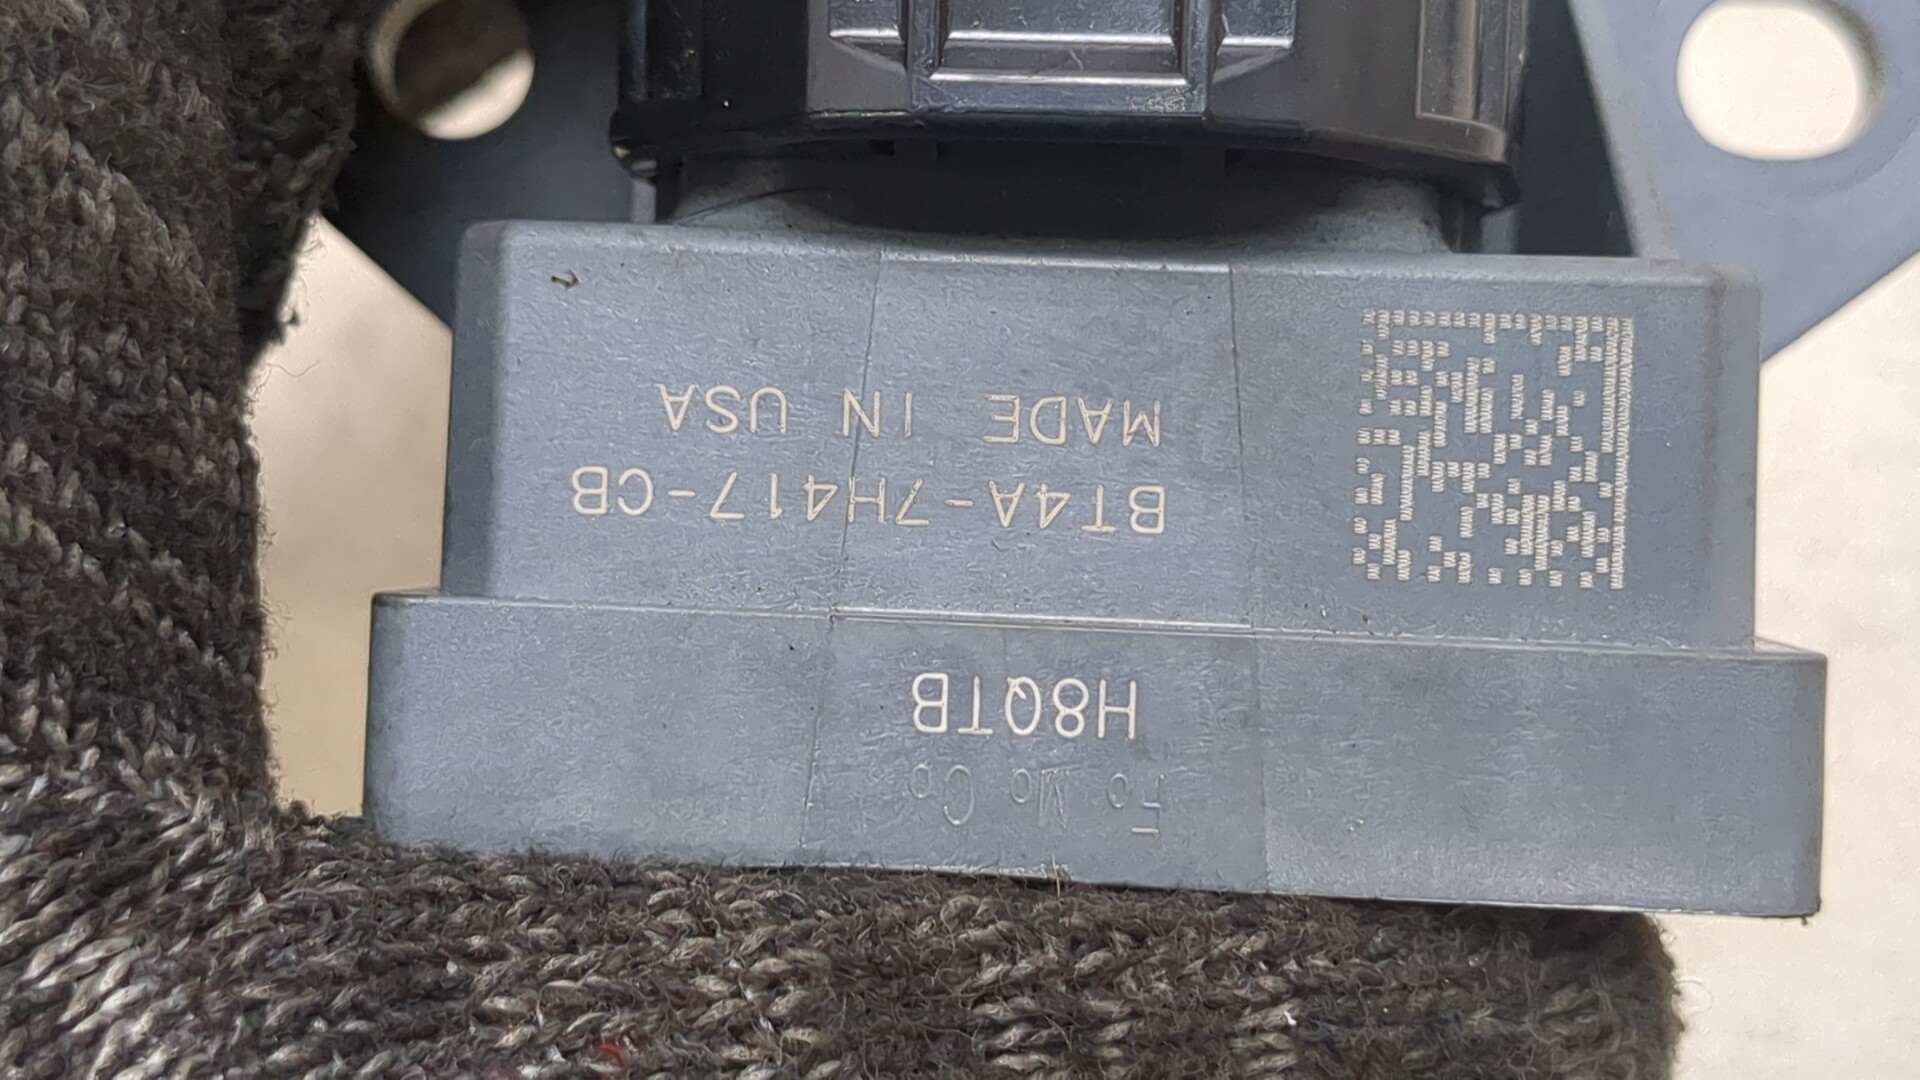 Fo Mo Co
H8QTB
BT4A-7H417-CB
MADE IN USA